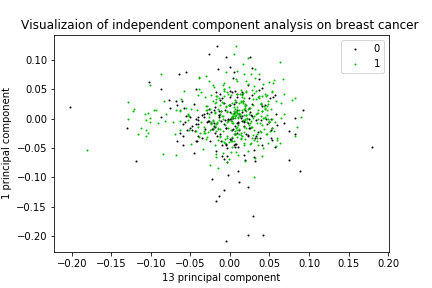 Visualizaion of independent component analysis on breast cancer
0
1
0.10
0.05
0.00
−0.05
−0.10
−0.15
−0.20
1 principal component
−0.20 −0.15 −0.10 −0.05 0.00 0.05 0.10 0.15 0.20
13 principal component